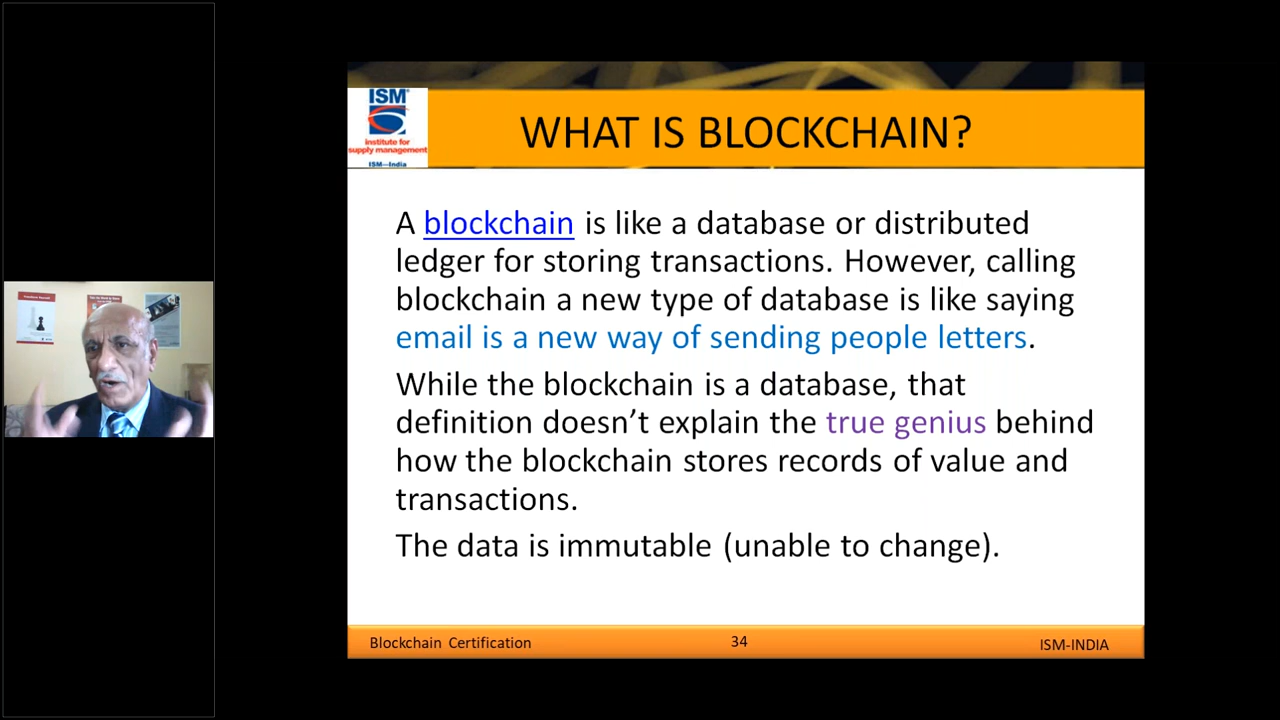 ISM®
institute for
supply management
ISM—India
WHAT IS BLOCKCHAIN?
A blockchain is like a database or distributed
ledger for storing transactions. However, calling
blockchain a new type of database is like saying
email is a new way of sending people letters.
While the blockchain is a database, that
definition doesn’t explain the true genius behind
how the blockchain stores records of value and
transactions.
The data is immutable (unable to change).
Blockchain Certification
34
ISM-INDIA